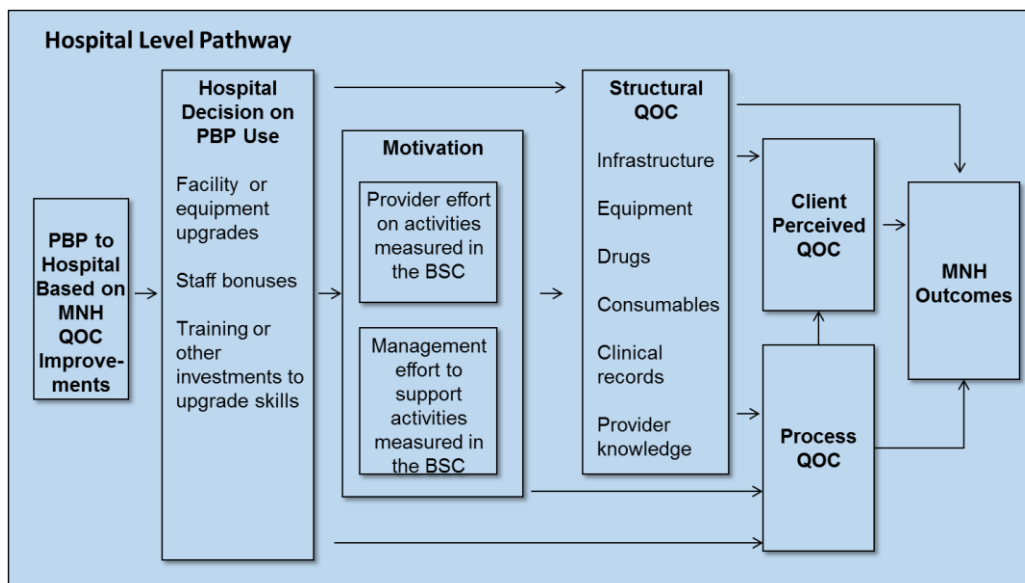 Hospital Level Pathway
PBP to
Hospital
Based on
MNH
QOC
Improve-
ments
Hospital
Decision on
PBP Use
Facility or
equipment
upgrades
Staff bonuses
Training or
other
investments to
upgrade skills
Motivation
Provider effort
on activities
measured in
the BSC
Management
effort to
support
activities
measured in
the BSC
Structural
QOC
Infrastructure
Equipment
Drugs
Consumables
Clinical
records
Provider
knowledge
Client
Perceived
QOC
Process
QOC
MNH
Outcomes